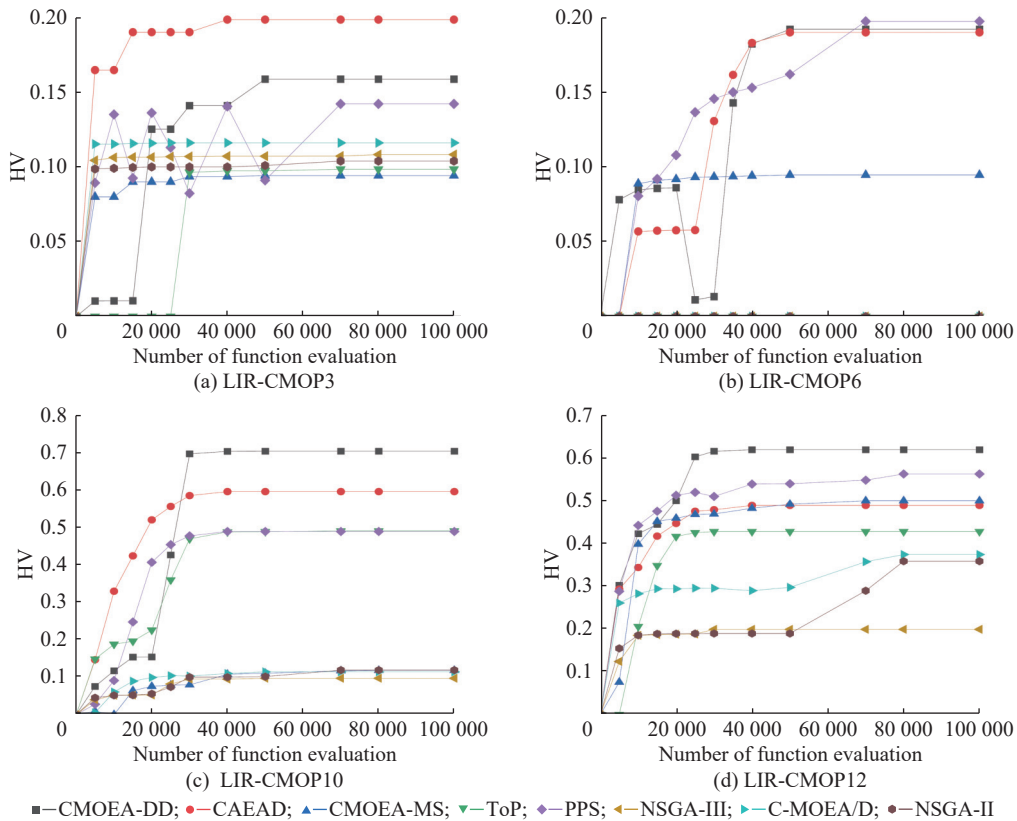 0.20
0.15
0.10
0.05
HV
0 20 000 40 000 60 000 80 000 100 000
Number of function evaluation
(a) LIR-CMOP3
0.20
0.15
0.10
0.05
HV
0 20 000 40 000 60 000 80 000 100 000
Number of function evaluation
(b) LIR-CMOP6
0.8
0.7
0.6
0.5
0.4
0.3
0.2
0.1
HV
0 20 000 40 000 60 000 80 000 100 000
Number of function evaluation
(c) LIR-CMOP10
0.7
0.6
0.5
0.4
0.3
0.2
0.1
HV
0 20 000 40 000 60 000 80 000 100 000
Number of function evaluation
(d) LIR-CMOP12
CMOEA-DD; CAEAD; CMOEA-MS; ToP; PPS; NSGA-III; C-MOEA/D; NSGA-II